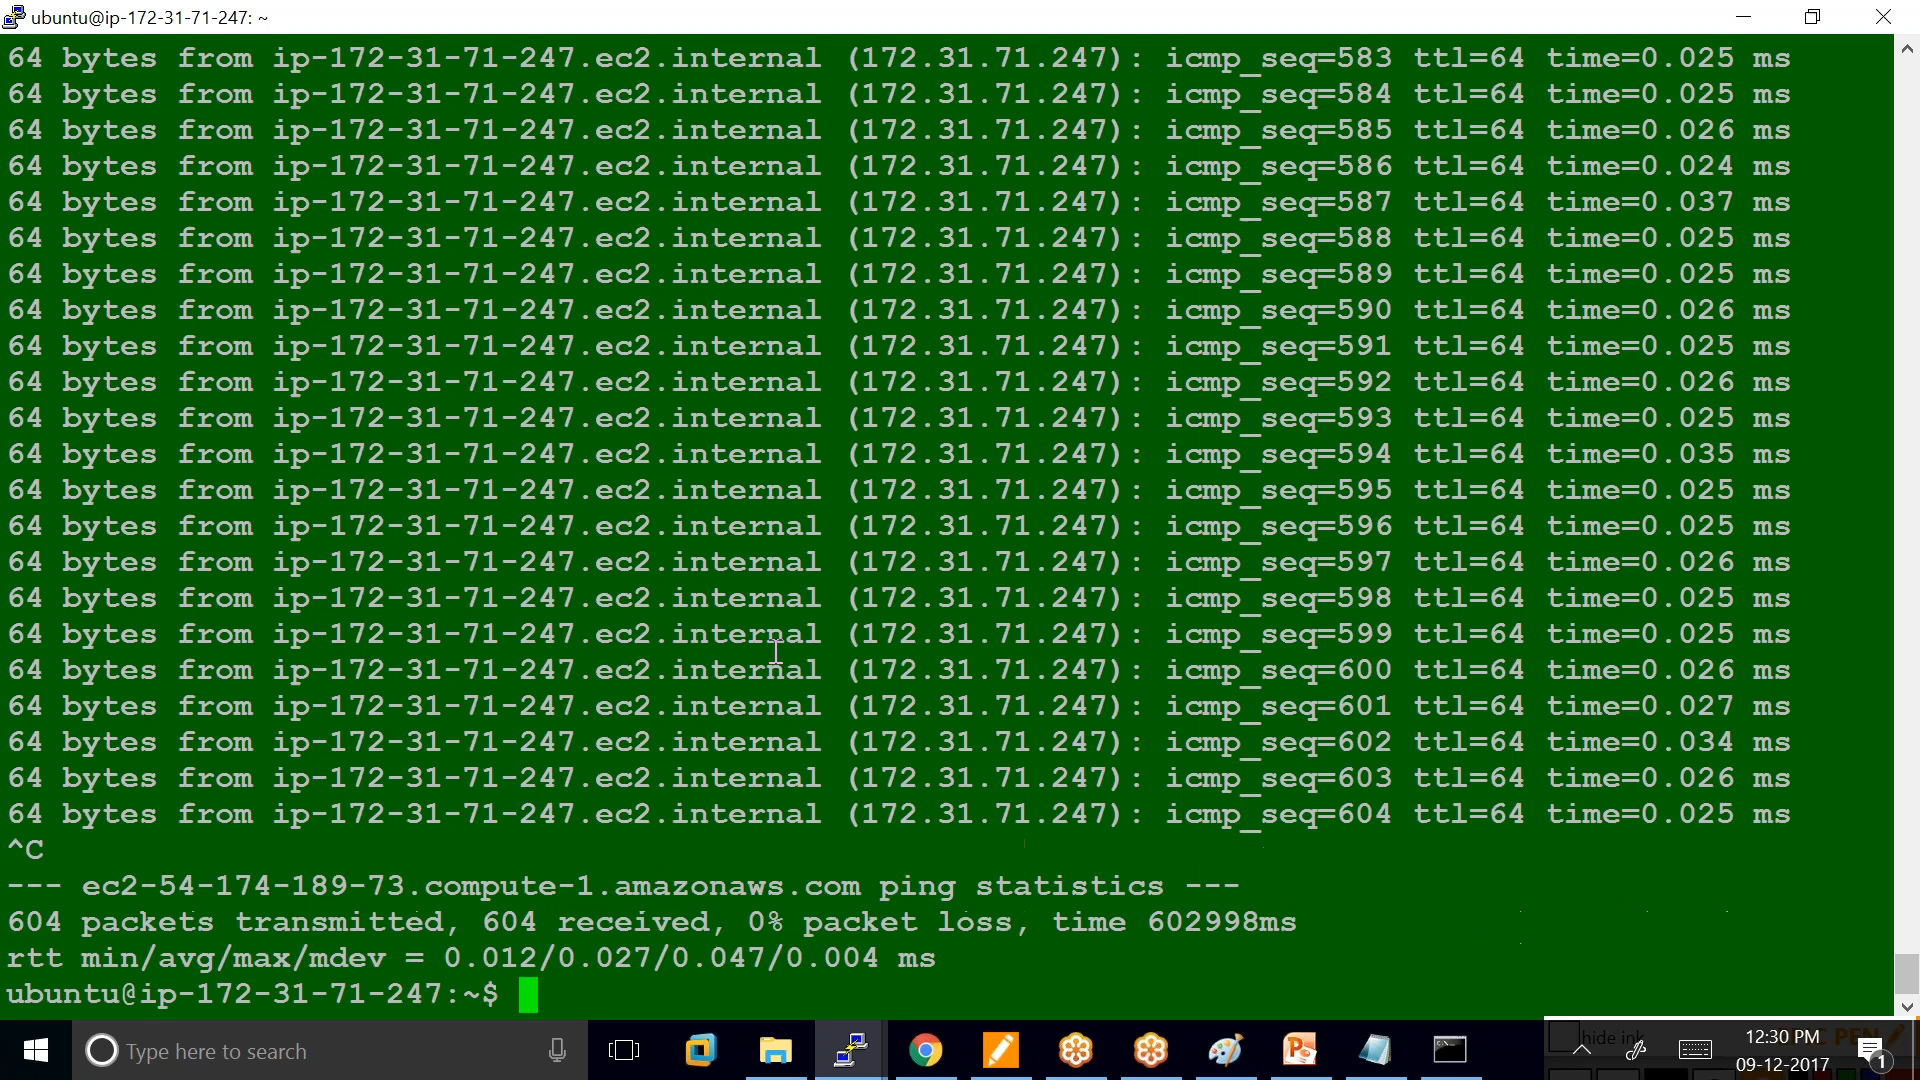 ubuntu@ip-172-31-71-247: ~
64 bytes from ip-172-31-71-247.ec2.internal (172.31.71.247): icmp_seq=583 ttl=64 time=0.025 ms
64 bytes from ip-172-31-71-247.ec2.internal (172.31.71.247): icmp_seq=584 ttl=64 time=0.025 ms
64 bytes from ip-172-31-71-247.ec2.internal (172.31.71.247): icmp_seq=585 ttl=64 time=0.026 ms
64 bytes from ip-172-31-71-247.ec2.internal (172.31.71.247): icmp_seq=586 ttl=64 time=0.024 ms
64 bytes from ip-172-31-71-247.ec2.internal (172.31.71.247): icmp_seq=587 ttl=64 time=0.037 ms
64 bytes from ip-172-31-71-247.ec2.internal (172.31.71.247): icmp_seq=588 ttl=64 time=0.025 ms
64 bytes from ip-172-31-71-247.ec2.internal (172.31.71.247): icmp_seq=589 ttl=64 time=0.025 ms
64 bytes from ip-172-31-71-247.ec2.internal (172.31.71.247): icmp_seq=590 ttl=64 time=0.026 ms
64 bytes from ip-172-31-71-247.ec2.internal (172.31.71.247): icmp_seq=591 ttl=64 time=0.025 ms
64 bytes from ip-172-31-71-247.ec2.internal (172.31.71.247): icmp_seq=592 ttl=64 time=0.026 ms
64 bytes from ip-172-31-71-247.ec2.internal (172.31.71.247): icmp_seq=593 ttl=64 time=0.025 ms
64 bytes from ip-172-31-71-247.ec2.internal (172.31.71.247): icmp_seq=594 ttl=64 time=0.035 ms
64 bytes from ip-172-31-71-247.ec2.internal (172.31.71.247): icmp_seq=595 ttl=64 time=0.025 ms
64 bytes from ip-172-31-71-247.ec2.internal (172.31.71.247): icmp_seq=596 ttl=64 time=0.025 ms
64 bytes from ip-172-31-71-247.ec2.internal (172.31.71.247): icmp_seq=597 ttl=64 time=0.026 ms
64 bytes from ip-172-31-71-247.ec2.internal (172.31.71.247): icmp_seq=598 ttl=64 time=0.025 ms
64 bytes from ip-172-31-71-247.ec2.internal (172.31.71.247): icmp_seq=599 ttl=64 time=0.025 ms
64 bytes from ip-172-31-71-247.ec2.internal (172.31.71.247): icmp_seq=600 ttl=64 time=0.026 ms
64 bytes from ip-172-31-71-247.ec2.internal (172.31.71.247): icmp_seq=601 ttl=64 time=0.027 ms
64 bytes from ip-172-31-71-247.ec2.internal (172.31.71.247): icmp_seq=602 ttl=64 time=0.034 ms
64 bytes from ip-172-31-71-247.ec2.internal (172.31.71.247): icmp_seq=603 ttl=64 time=0.026 ms
64 bytes from ip-172-31-71-247.ec2.internal (172.31.71.247): icmp_seq=604 ttl=64 time=0.025 ms
^C
--- ec2-54-174-189-73.compute-1.amazonaws.com ping statistics ---
604 packets transmitted, 604 received, 0% packet loss, time 602998ms
rtt min/avg/max/mdev = 0.012/0.027/0.047/0.004 ms
ubuntu@ip-172-31-71-247:~$
Type here to search
hide ink
12:30 PM
09-12-2017
1